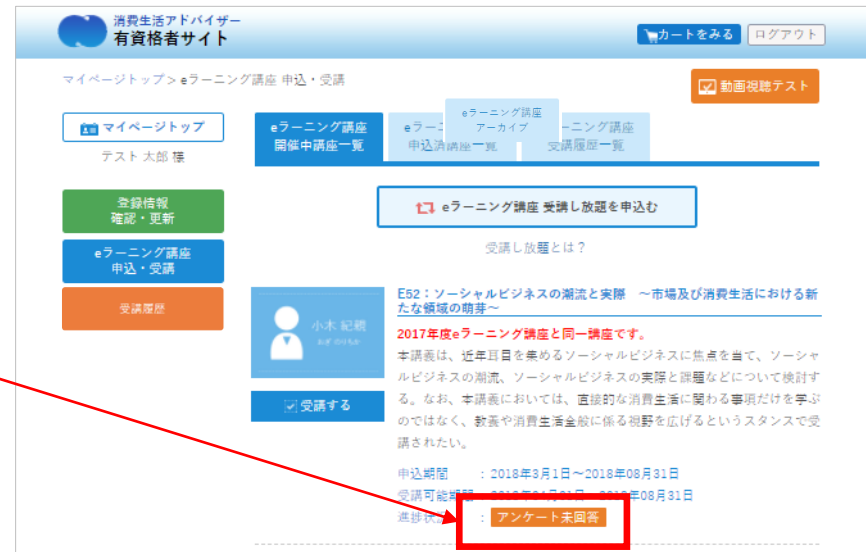 消費生活アドバイザー
有資格者サイト
カートをみる
ログアウト
マイページトップ> eラーニング講座 申込・受講
動画視聴テスト
マイページトップ
テスト 太郎 様
eラーニング講座
開催中講座一覧
eラーニ
申込済講座一覧
eラーニング講座
アーカイブ
ーニング講座
受講履歴一覧
eラーニング講座 受講し放題を申込む
受講し放題とは？
登録情報
確認・更新
eラーニング講座
申込・受講
受講履歴
小木 紀親
受講する
E52：ソーシャルビジネスの潮流と実際　～市場及び消費生活における新
たな領域の萌芽～
2017年度eラーニング講座と同一講座です。
本講義は、近年耳目を集めるソーシャルビジネスに焦点を当て、ソーシャ
ルビジネスの潮流、ソーシャルビジネスの実際と課題などについて検討す
る。なお、本講義においては、直接的な消費生活に関わる事項だけを学ぶ
のではなく、教養や消費生活全般に係る視野を広げるというスタンスで受
講されたい。
申込期間　：2018年3月1日～2018年08月31日
受講可能期 年08月31日
進捗状 ：アンケート未回答